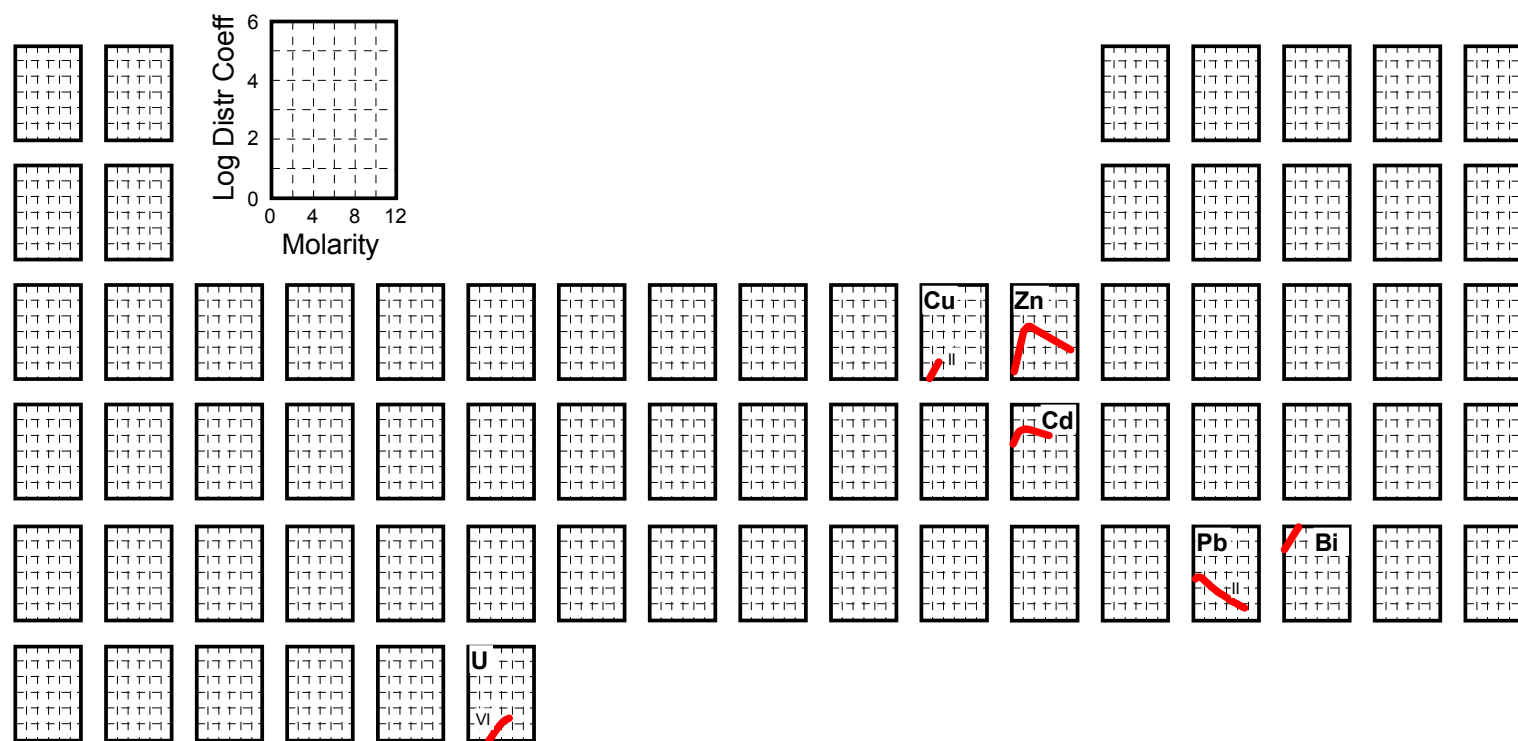 Log Distr Coeff
6
4
2
0
0 4 8 12
Molarity
Cu
II
Zn
Cd
Pb
II
Bi
U
VI